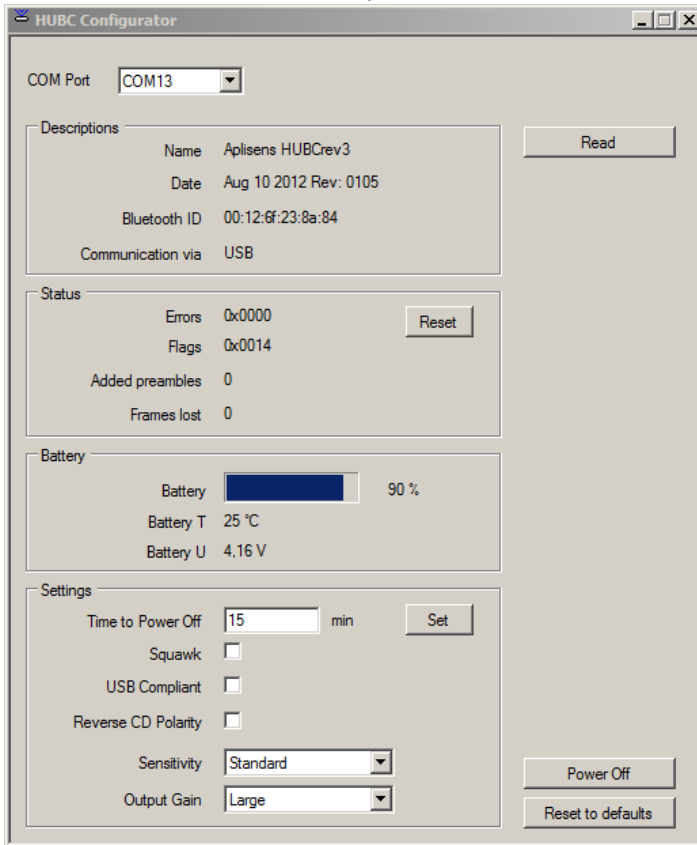 HUBC Configurator
COM Port COM13
Descriptions
Name Aplisens HUBCrev3
Read
Date Aug 10 2012 Rev: 0105
Bluetooth ID 00:12:6f:23:8a:84
Communication via USB
Status
Errors 0x0000
Reset
Flags 0x0014
Added preambles 0
Frames lost 0
Battery
Battery 90 %
Battery T 25 °C
Battery U 4,16 V
Settings
Time to Power Off 15 min Set
Squawk
USB Compliant
Reverse CD Polarity
Sensitivity Standard
Power Off
Output Gain Large
Reset to defaults